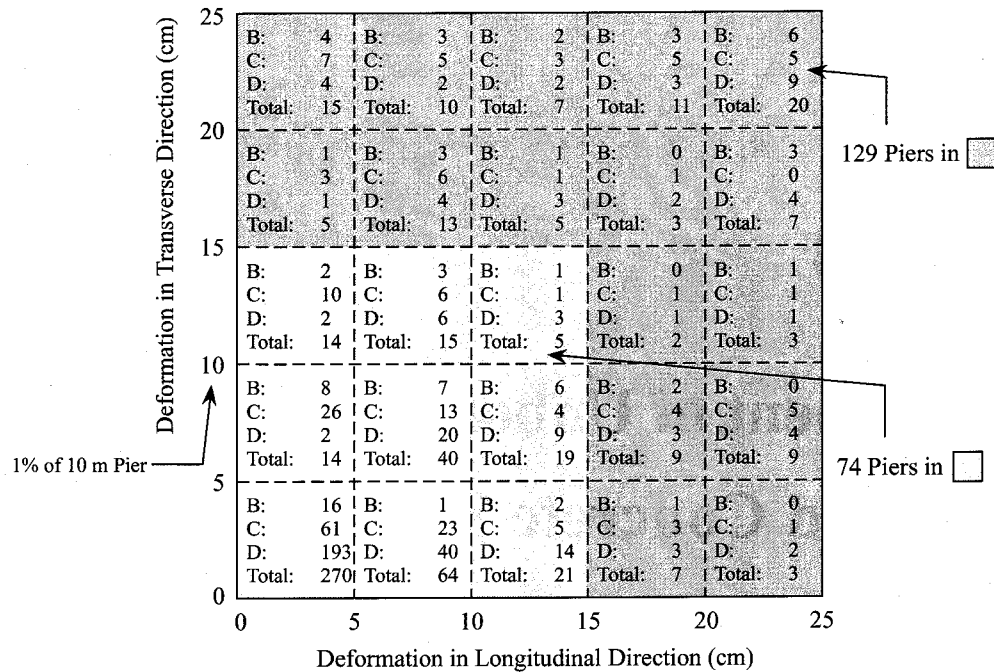 Deformation in Transverse Direction (cm)
25
B: 4 B: 3 B: 2 B: 3 B: 6
C: 7 C: 5 C: 3 C: 5 C: 5
D: 4 D: 2 D: 2 D: 3 D: 9
Total: 15 Total: 10 Total: 7 Total: 11 Total: 20
20
129 Piers in
B: 1 B: 3 B: 1 B: 0 B: 3
C: 3 C: 6 C: 1 C: 1 C: 0
D: 1 D: 4 D: 3 D: 2 D: 4
Total: 5 Total: 13 Total: 5 Total: 3 Total: 7
15
B: 2 B: 3 B: 1 B: 0 B: 1
C: 10 C: 6 C: 1 C: 1 C: 1
D: 2 D: 6 D: 3 D: 1 D: 1
Total: 14 Total: 15 Total: 5 Total: 2 Total: 3
10
B: 8 B: 7 B: 6 B: 2 B: 0
C: 26 C: 13 C: 4 C: 4 C: 5
D: 2 D: 20 D: 9 D: 3 D: 4
Total: 14 Total: 40 Total: 19 Total: 9 Total: 9
1% of 10 m Pier
74 Piers in
5
B: 16 B: 1 B: 2 B: 1 B: 0
C: 61 C: 23 C: 5 C: 3 C: 1
D: 193 D: 40 D: 14 D: 3 D: 2
Total: 270 Total: 64 Total: 21 Total: 7 Total: 3
0
0 5 10 15 20 25
Deformation in Longitudinal Direction (cm)